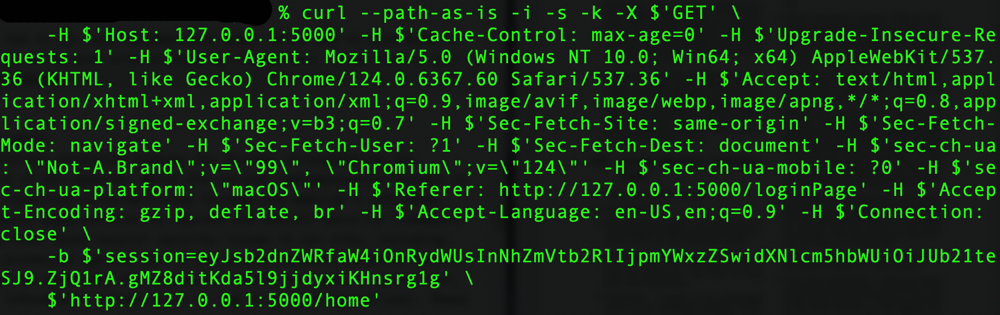 % curl --path-as-is -i -s -k -X $'GET' \
    -H $'Host: 127.0.0.1:5000' -H $'Cache-Control: max-age=0' -H $'Upgrade-Insecure-Re
quests: 1' -H $'User-Agent: Mozilla/5.0 (Windows NT 10.0; Win64; x64) AppleWebKit/537.
36 (KHTML, like Gecko) Chrome/124.0.6367.60 Safari/537.36' -H $'Accept: text/html,appl
ication/xhtml+xml,application/xml;q=0.9,image/avif,image/webp,image/apng,*/*;q=0.8,app
lication/signed-exchange;v=b3;q=0.7' -H $'Sec-Fetch-Site: same-origin' -H $'Sec-Fetch-
Mode: navigate' -H $'Sec-Fetch-User: ?1' -H $'Sec-Fetch-Dest: document' -H $'sec-ch-ua
: \"Not-A.Brand\";v=\"99\", \"Chromium\";v=\"124\"' -H $'sec-ch-ua-mobile: ?0' -H $'se
c-ch-ua-platform: \"macOS\"' -H $'Referer: http://127.0.0.1:5000/loginPage' -H $'Accep
t-Encoding: gzip, deflate, br' -H $'Accept-Language: en-US,en;q=0.9' -H $'Connection:
close' \
    -b $'session=eyJsb2dnZWRfaW4iOnRydWUsInNhZmVtb2RlIjpmYWxzZSwidXNlcm5hbWUiOiJUb21te
SJ9.ZjQ1rA.gMZ8ditKda5l9jjdyxiKHnsrg1g' \
    $'http://127.0.0.1:5000/home'